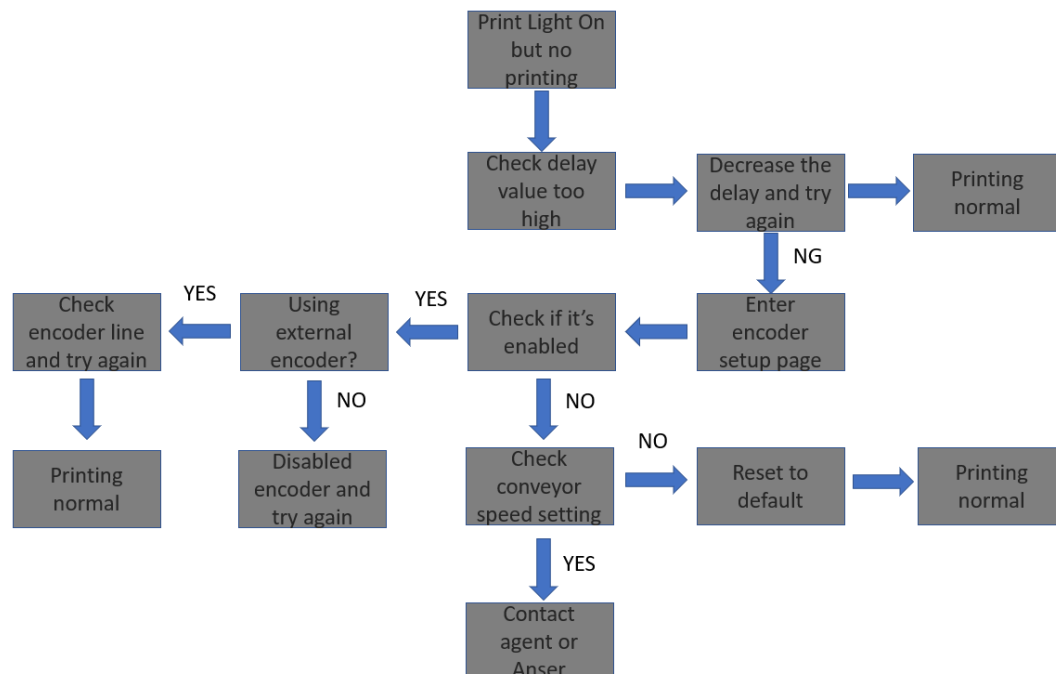 Print Light On
but no
printing
Check delay
value too
high
Decrease the
delay and try
again
Printing
normal
NG
YES
YES
Check
encoder line
and try again
Using
external
encoder?
Check if it's
enabled
Enter
encoder
setup page
NO
NO
NO
Printing
normal
Disabled
encoder and
try again
Check
conveyor
speed setting
Reset to
default
Printing
normal
YES
Contact
agent or
Anser